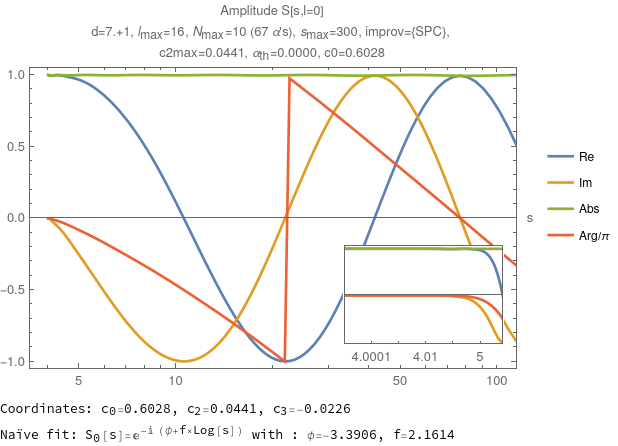 Amplitude S[s,l=0]
d=7.+1, lmax=16, Nmax=10 (67 α's), smax=300, improv={SPC},
c2max=0.0441, αth=0.0000, c0=0.6028
1.0
0.5
0.0
-0.5
-1.0
5
10
50
100
s
4.0001
4.01
5
Re
Im
Abs
Arg/π
Coordinates: c0=0.6028, c2=0.0441, c3=-0.0226
Naïve fit: S0[s]=e^-i (ϕ+f×Log[s]) with : ϕ=-3.3906, f=2.1614